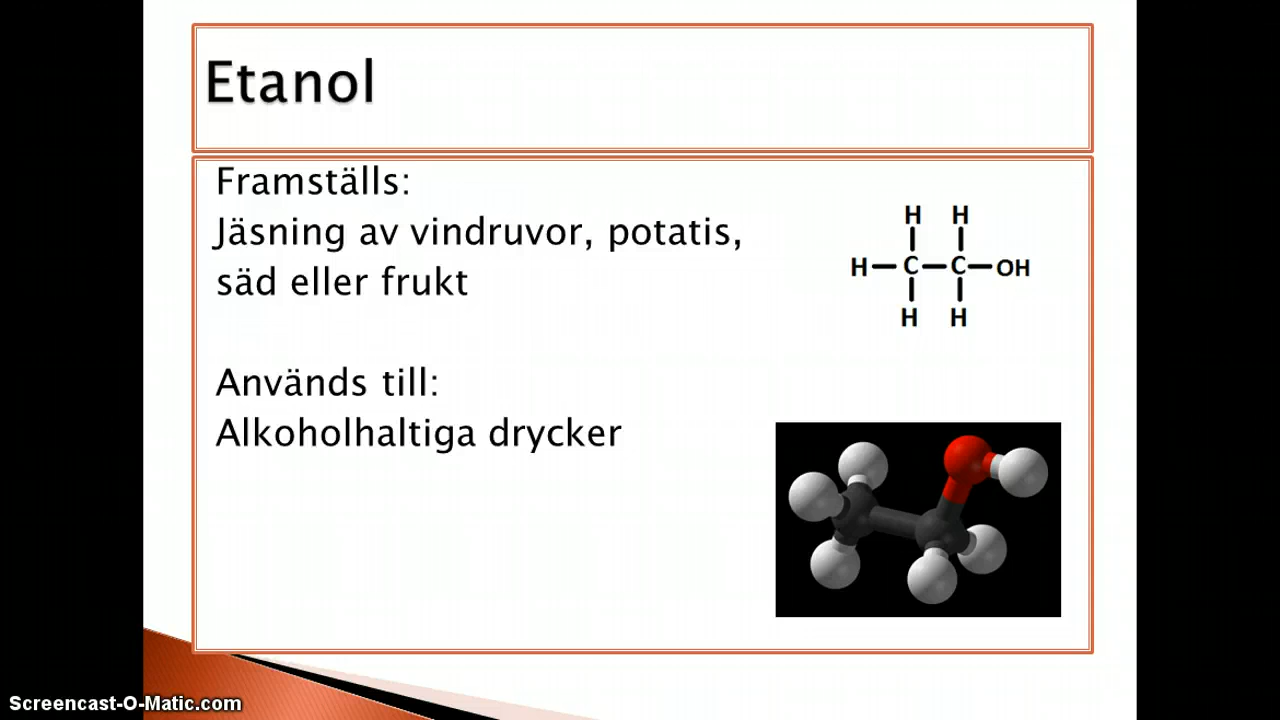 Etanol
Framställs:
Jäsning av vindruvor, potatis,
säd eller frukt
H H
H C C OH
H H
Används till:
Alkoholhaltiga drycker
Screencast-O-Matic.com